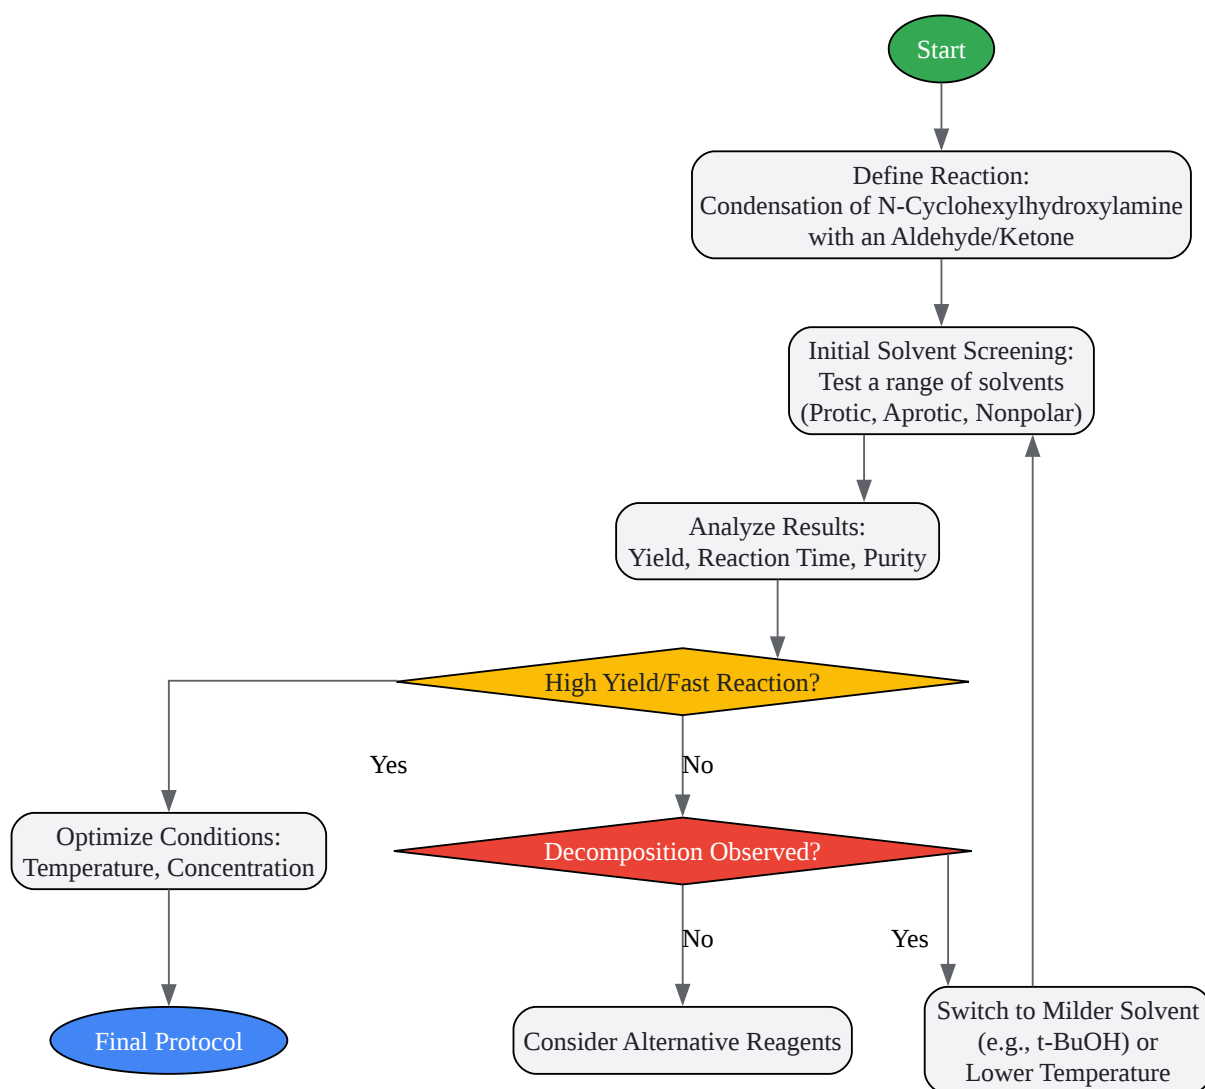 Start
Define Reaction:
Condensation of N-Cyclohexylhydroxylamine
with an Aldehyde/Ketone
Initial Solvent Screening:
Test a range of solvents
(Protic, Aprotic, Nonpolar)
Analyze Results:
Yield, Reaction Time, Purity
High Yield/Fast Reaction?
Yes
No
Optimize Conditions:
Temperature, Concentration
Decomposition Observed?
No
Yes
Final Protocol
Consider Alternative Reagents
Switch to Milder Solvent
(e.g., t-BuOH) or
Lower Temperature